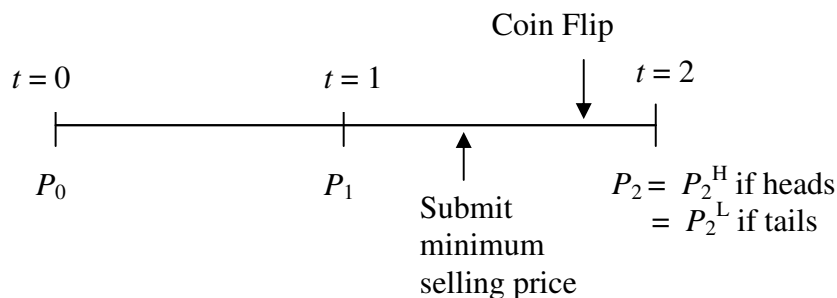 Coin Flip
t = 0
t = 1
t = 2
P₀
P₁
P₂ = P₂ᴴ if heads
= P₂ᴸ if tails
Submit
minimum
selling price